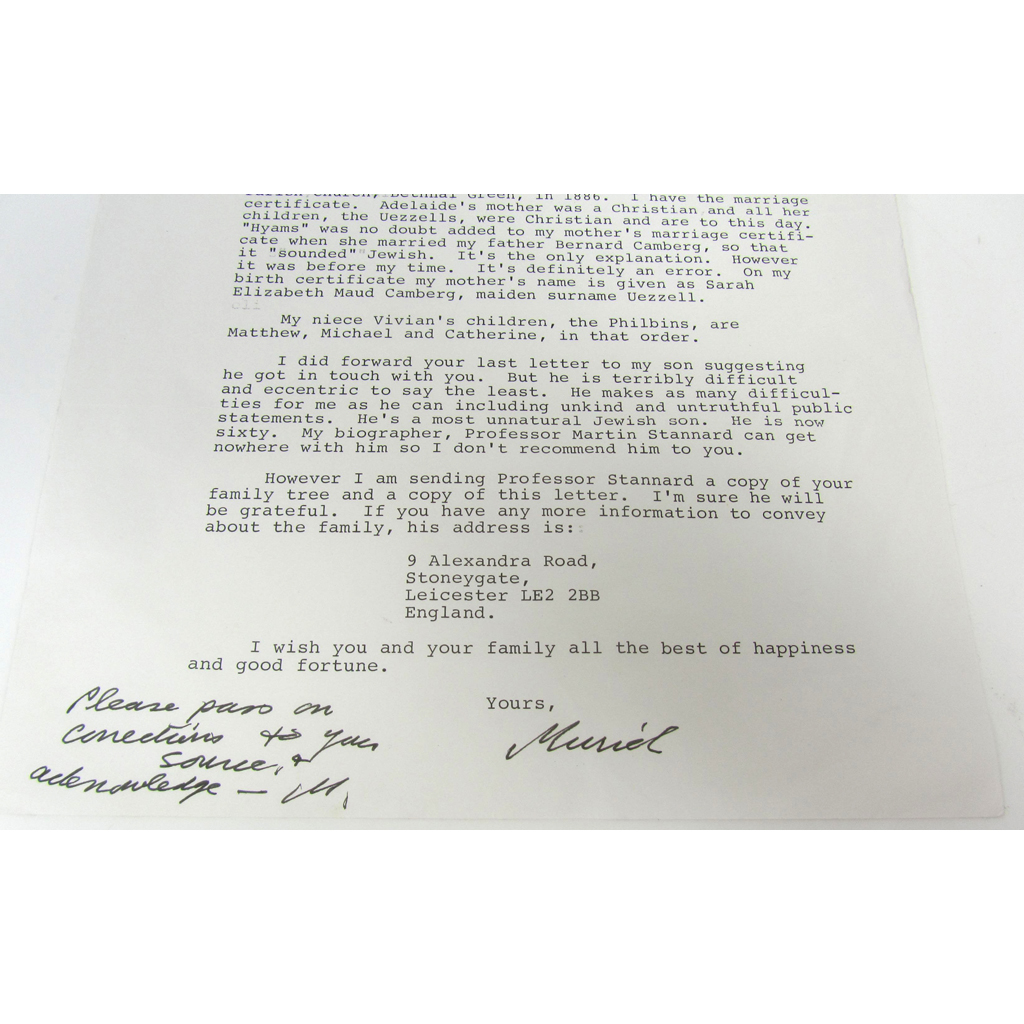 Parish Church, Bethnal Green, in 1886. I have the marriage
certificate. Adelaide's mother was a Christian and all her
children, the Uezzells, were Christian and are to this day.
"Hyams" was no doubt added to my mother's marriage certifi-
cate when she married my father Bernard Camberg, so that
it "sounded" Jewish. It's the only explanation. However
it was before my time. It's definitely an error. On my
birth certificate my mother's name is given as Sarah
Elizabeth Maud Camberg, maiden surname Uezzell.
My niece Vivian's children, the Philbins, are
Matthew, Michael and Catherine, in that order.
I did forward your last letter to my son suggesting
he got in touch with you. But he is terribly difficult
and eccentric to say the least. He makes as many difficul-
ties for me as he can including unkind and untruthful public
statements. He's a most unnatural Jewish son. He is now
sixty. My biographer, Professor Martin Stannard can get
nowhere with him so I don't recommend him to you.
However I am sending Professor Stannard a copy of your
family tree and a copy of this letter. I'm sure he will
be grateful. If you have any more information to convey
about the family, his address is:
9 Alexandra Road,
Stoneygate,
Leicester LE2 2BB
England.
I wish you and your family all the best of happiness
and good fortune.
Yours,
Muriel
Please pass on
corrections to your
source, &
acknowledge — M.